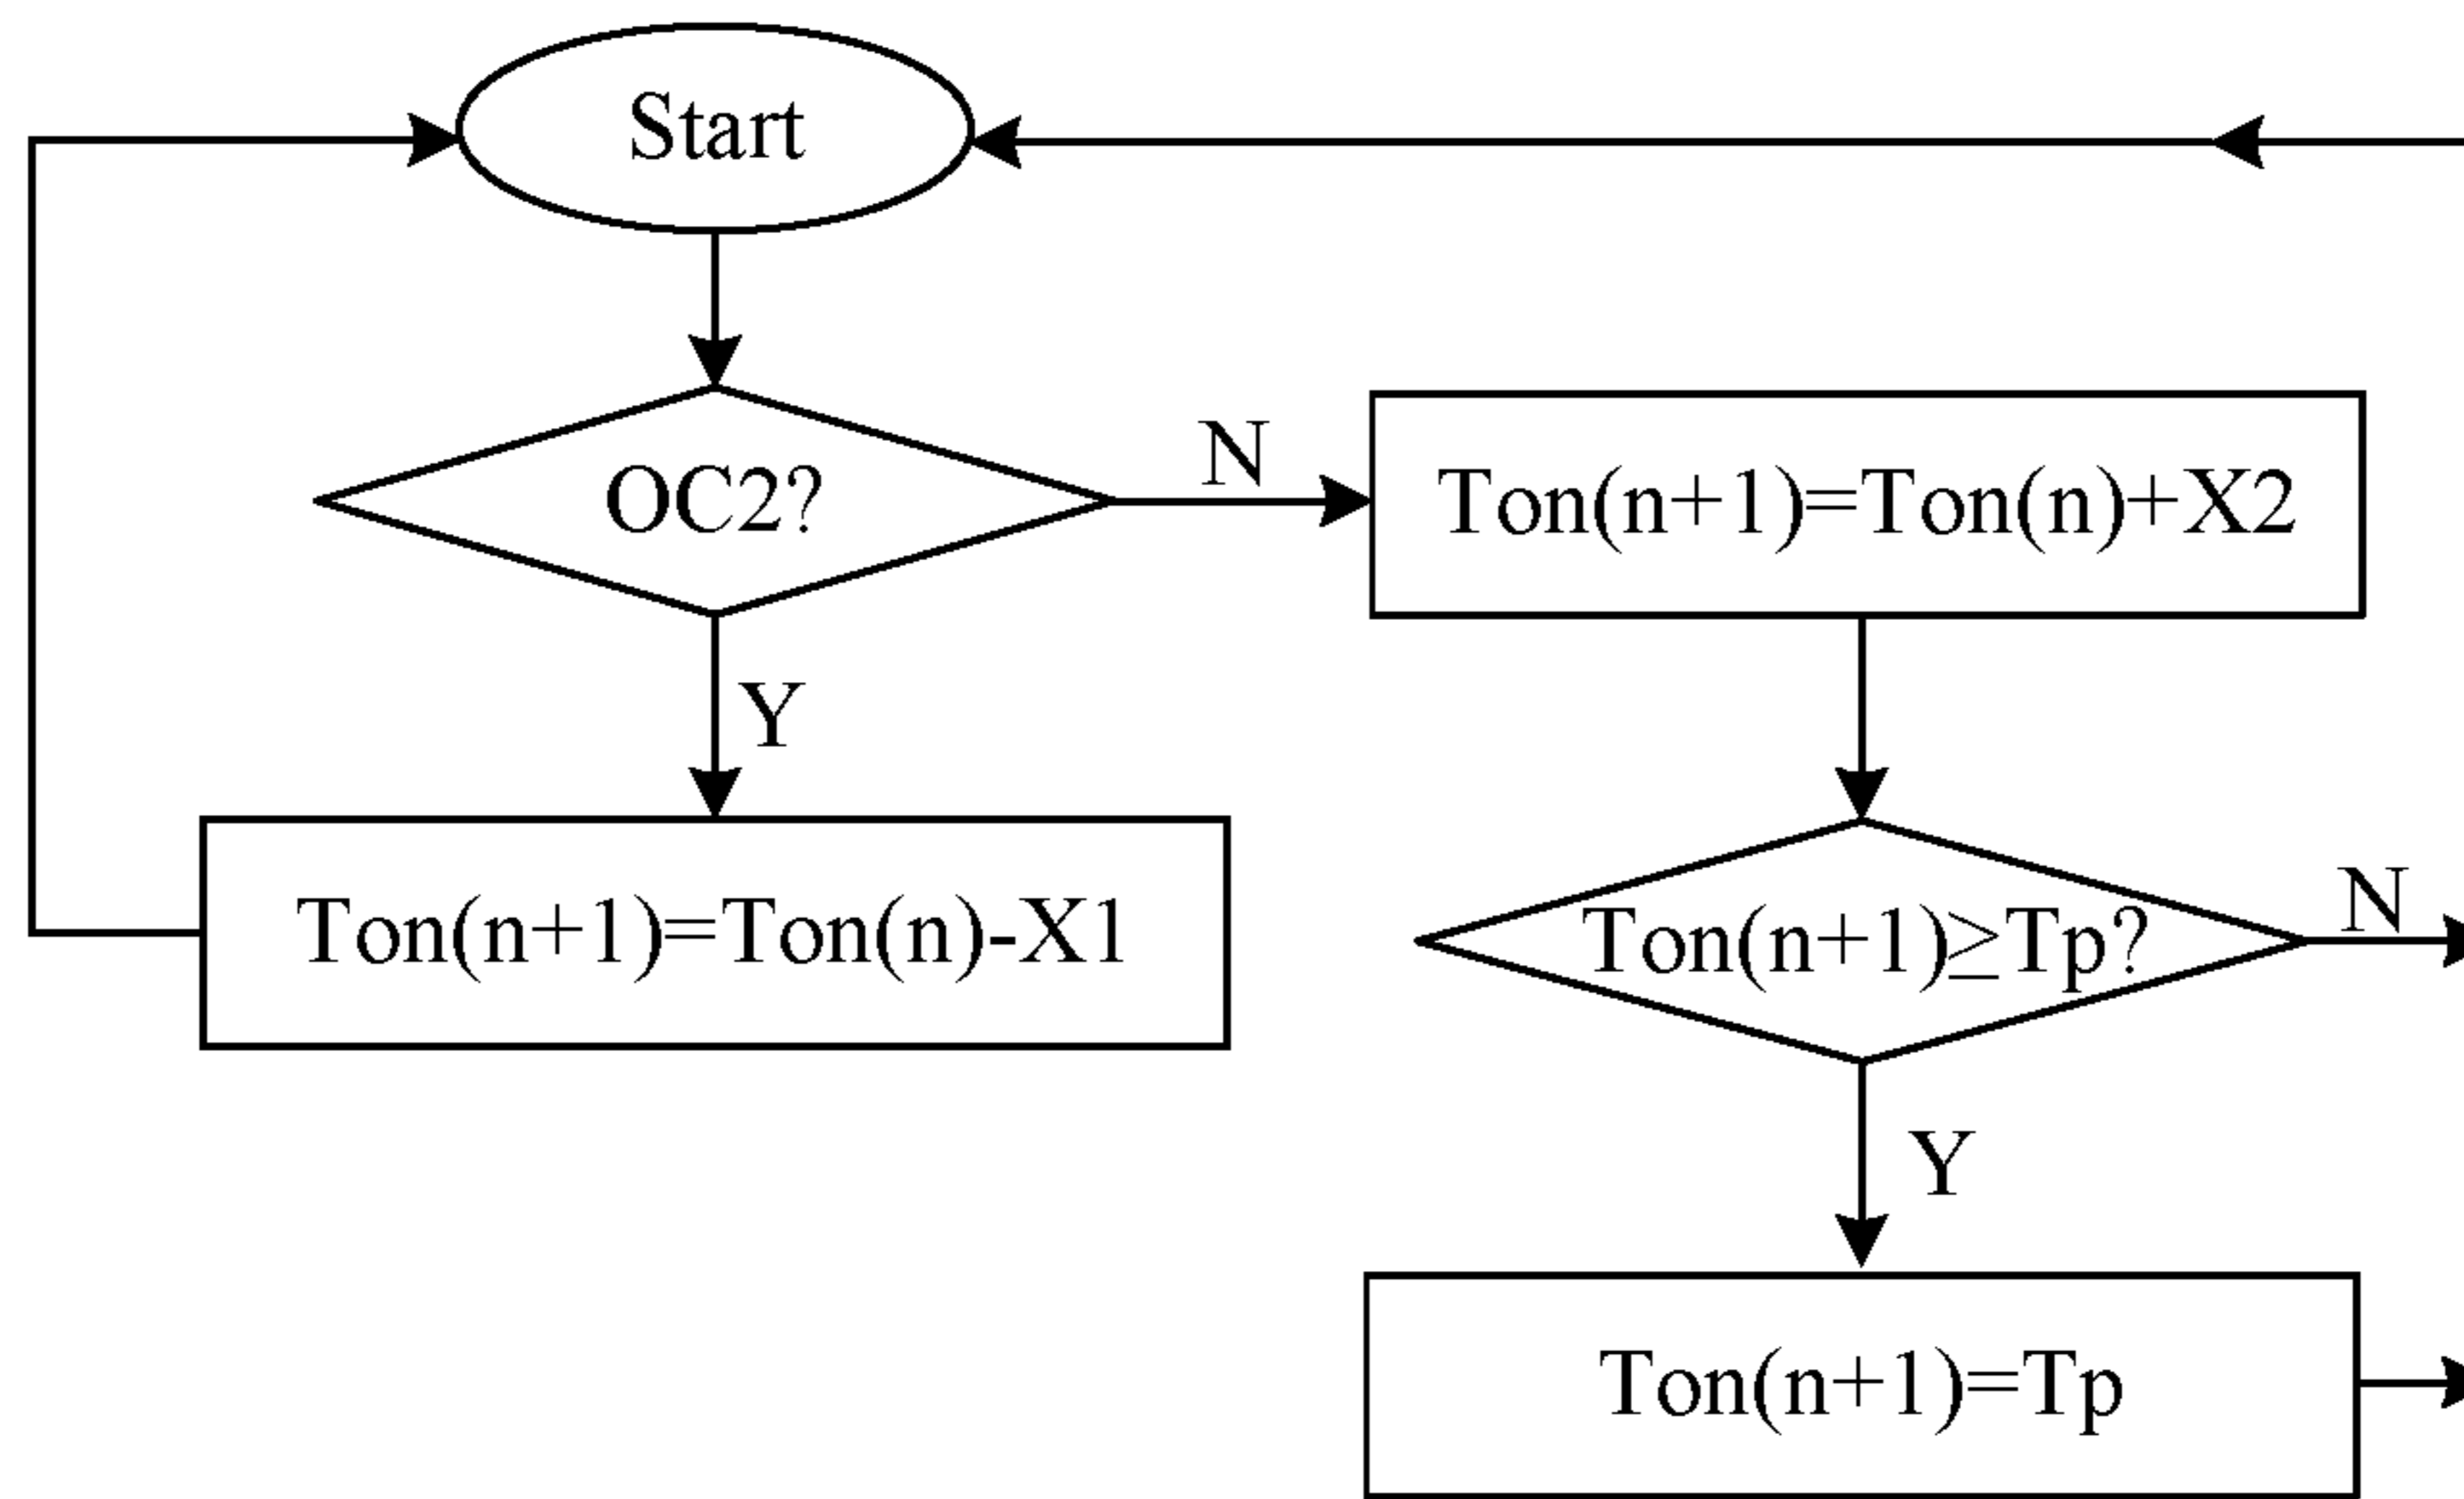 Start
OC2?
N
Ton(n+1)=Ton(n)+X2
Y
Ton(n+1)=Ton(n)-X1
Ton(n+1)≥Tp?
N
Y
Ton(n+1)=Tp